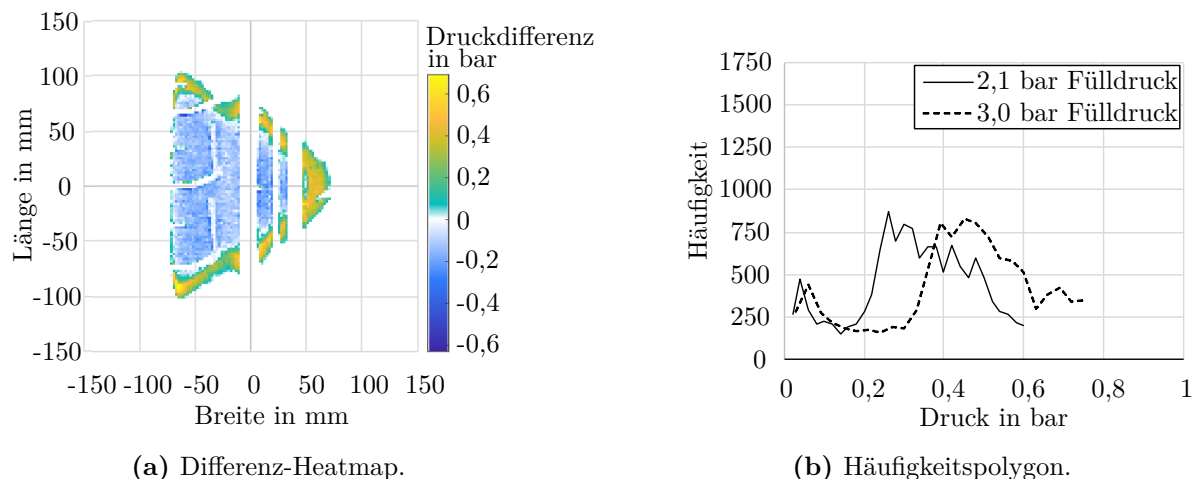 150
100
50
0
-50
-100
-150
Länge in mm
-150 -100 -50 0 50 100 150
Breite in mm
Druckdifferenz
in bar
0,6
0,4
0,2
0
-0,2
-0,4
-0,6
(a) Differenz-Heatmap.
1750
1500
1250
1000
750
500
250
0
Häufigkeit
2,1 bar Fülldruck
3,0 bar Fülldruck
0 0,2 0,4 0,6 0,8 1
Druck in bar
(b) Häufigkeitspolygon.